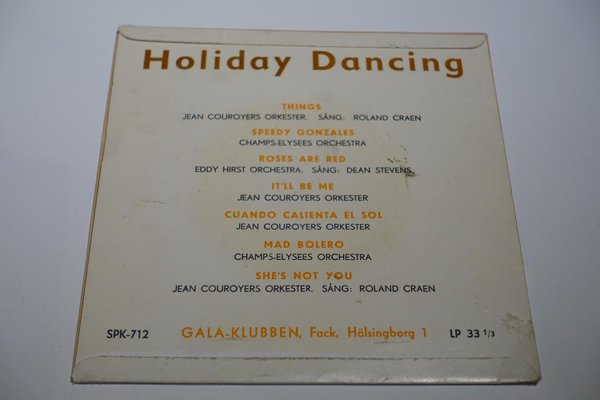 Holiday Dancing
THINGS
JEAN COUROYERS ORKESTER. SÅNG: ROLAND CRAEN
SPEEDY GONZALES
CHAMPS-ELYSEES ORCHESTRA
ROSES ARE RED
EDDY HIRST ORCHESTRA. SÅNG: DEAN STEVENS
IT'LL BE ME
JEAN COUROYERS ORKESTER
CUANDO CALIENTA EL SOL
JEAN COUROYERS ORKESTER
MAD BOLERO
CHAMPS-ELYSEES ORCHESTRA
SHE'S NOT YOU
JEAN COUROYERS ORKESTER. SÅNG: ROLAND CRAEN
SPK-712 GALA-KLUBBEN, Fack, Hälsingborg 1 LP 33 1/3